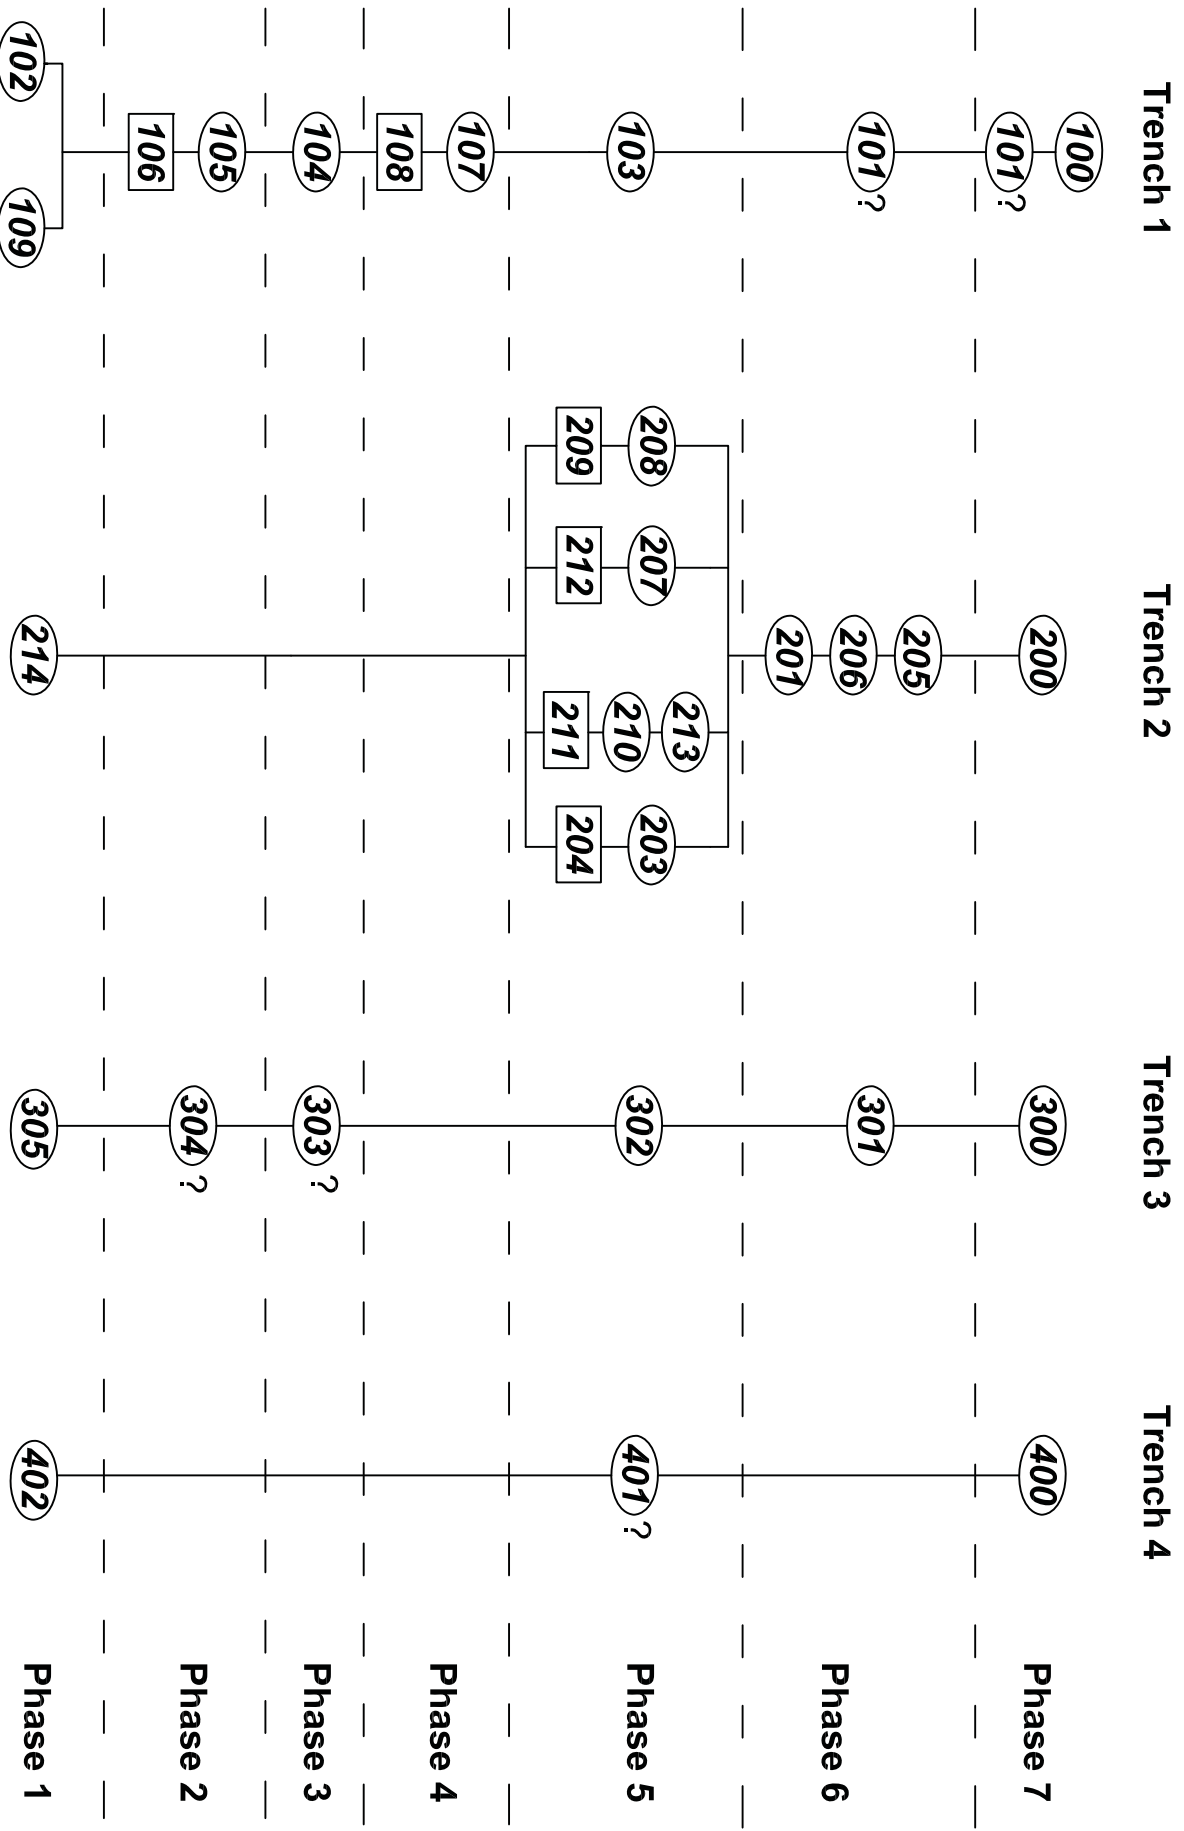 Trench 1 Trench 2 Trench 3 Trench 4
100 200 300 400 Phase 7
101 ?
205
101 ? 206 301 Phase 6
201
213
208 207 210 203
103 302 401 ? Phase 5
209 212 211 204
107
108 Phase 4
104 303 ? Phase 3
105 304 ? Phase 2
106
102 109 214 305 402 Phase 1